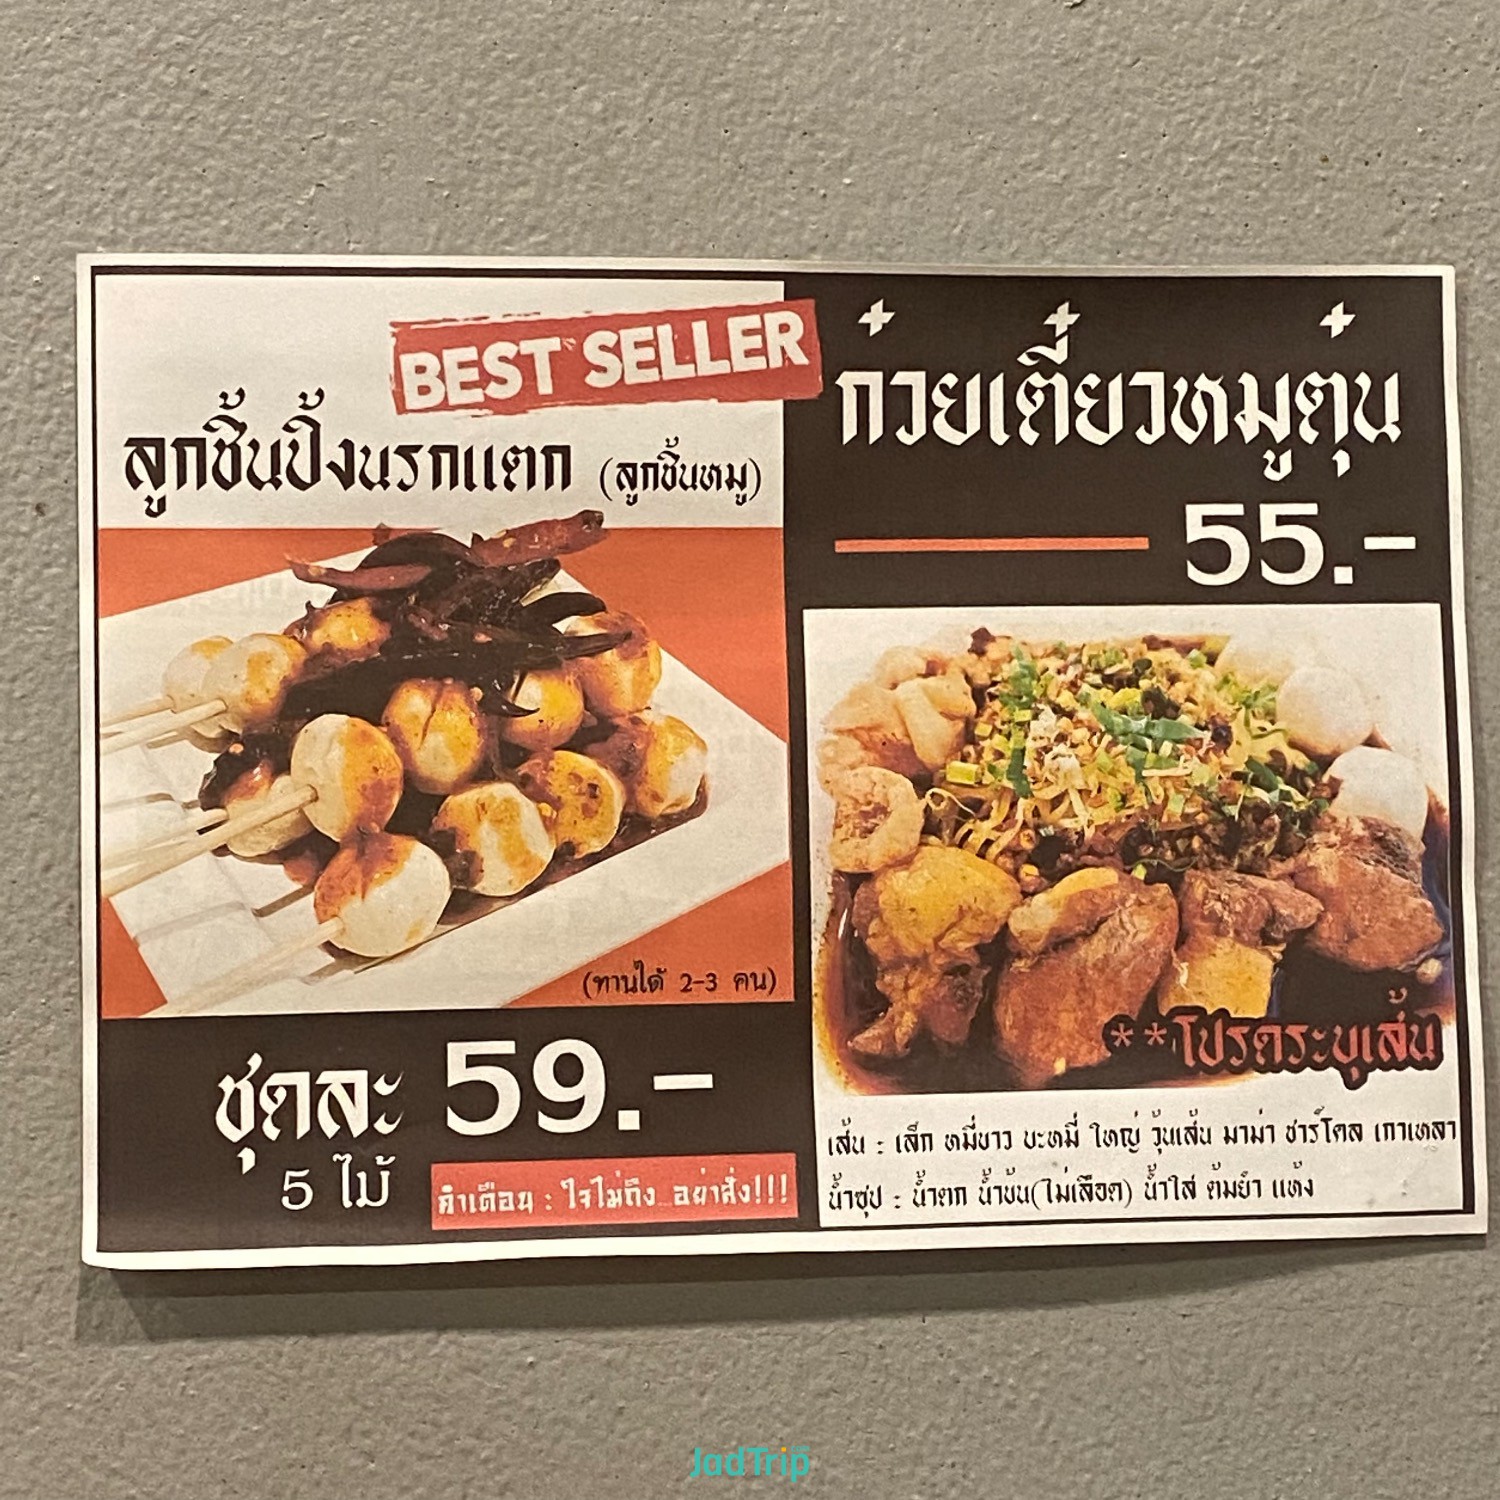 BEST SELLER
ลูกชิ้นปิ้งนรกแตก (ลูกชิ้นหมู)
(ทานได้ 2-3 คน)
ชุดละ 59.-
5 ไม้
คำเตือน : ใจไม่ถึง อย่าสั่ง!!!
ก๋วยเตี๋ยวหมูตุ๋น
55.-
**โปรดระบุเส้น
เส้น : เล็ก หมี่ขาว บะหมี่ ใหญ่ วุ้นเส้น มาม่า ชาร์โคล เกาเหลา
น้ำซุป : น้ำตก น้ำข้น(ไม่เลือด) น้ำใส ต้มยำ แห้ง
JadTrip